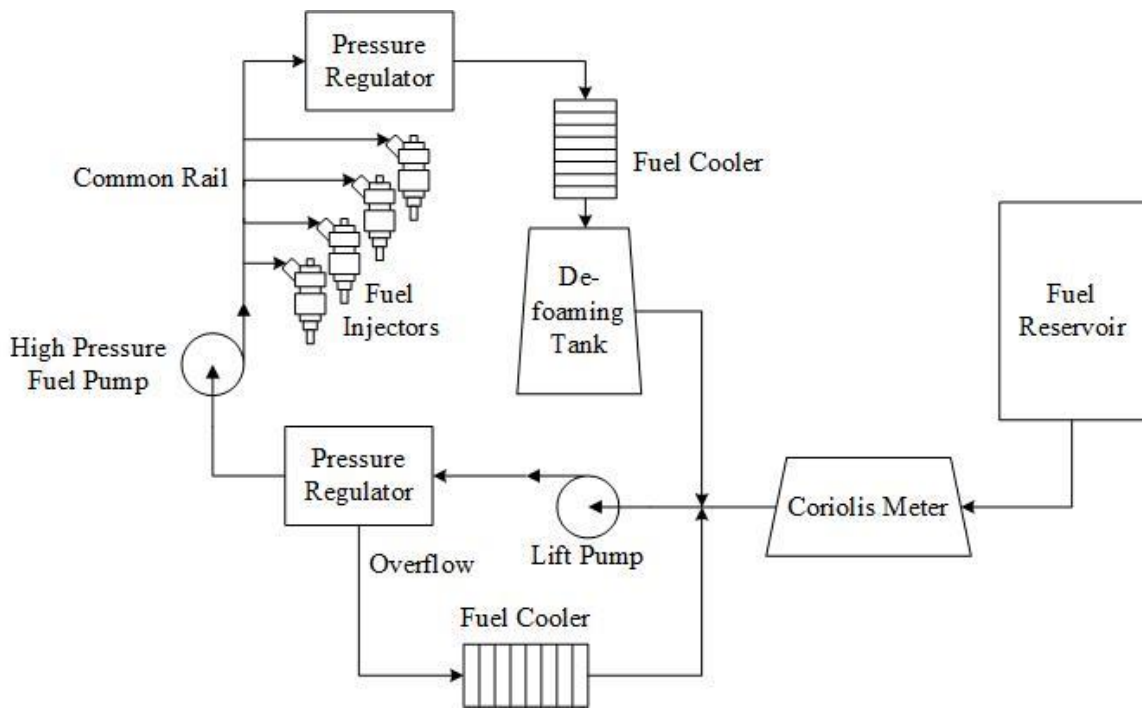 Pressure
Regulator
Fuel Cooler
Common Rail
De-
foaming
Tank
Fuel
Reservoir
Fuel
Injectors
High Pressure
Fuel Pump
Pressure
Regulator
Coriolis Meter
Lift Pump
Overflow
Fuel Cooler